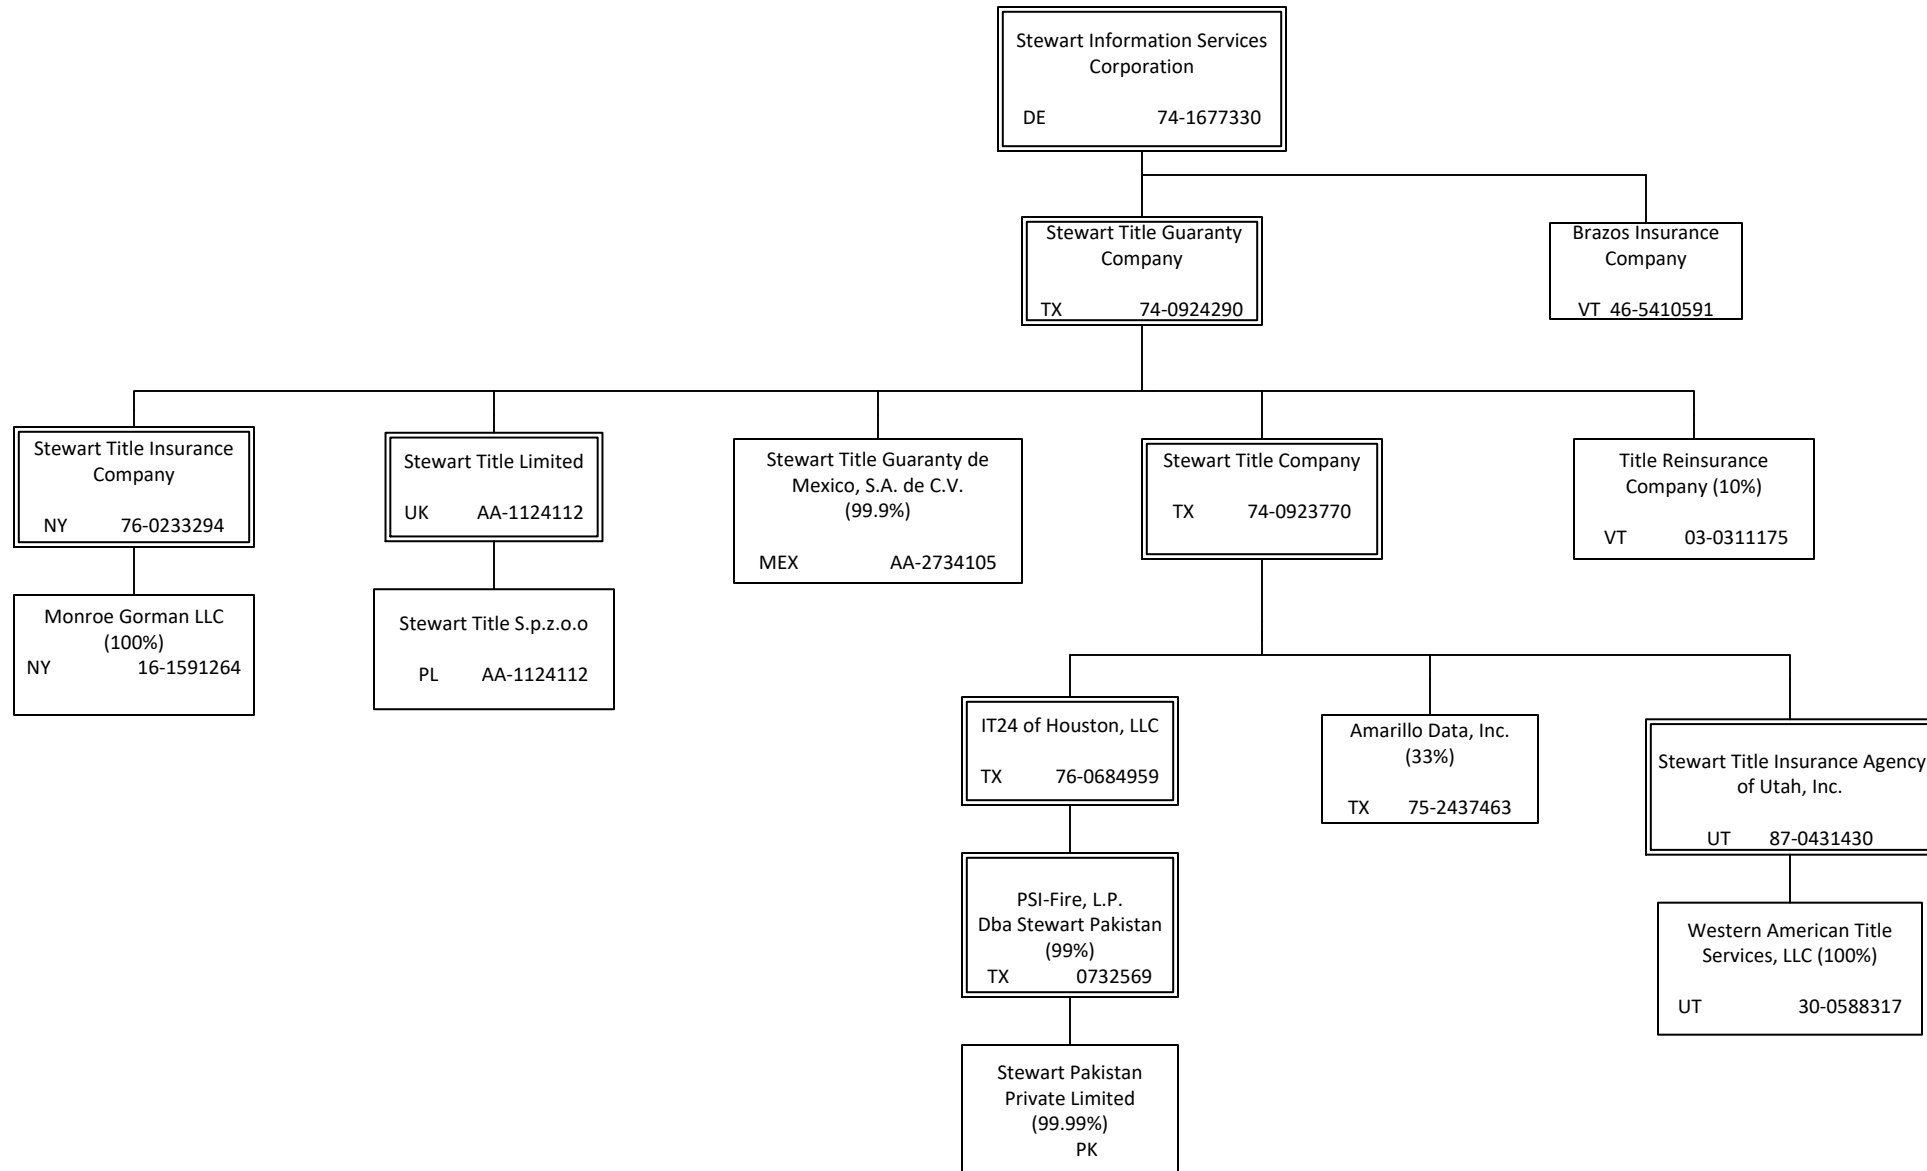 Stewart Information Services
Corporation
DE 74-1677330
Stewart Title Guaranty
Company
TX 74-0924290
Brazos Insurance
Company
VT 46-5410591
Stewart Title Insurance
Company
NY 76-0233294
Stewart Title Limited
UK AA-1124112
Stewart Title Guaranty de
Mexico, S.A. de C.V.
(99.9%)
MEX AA-2734105
Stewart Title Company
TX 74-0923770
Title Reinsurance
Company (10%)
VT 03-0311175
Monroe Gorman LLC
(100%)
NY 16-1591264
Stewart Title S.p.z.o.o
PL AA-1124112
IT24 of Houston, LLC
TX 76-0684959
Amarillo Data, Inc.
(33%)
TX 75-2437463
Stewart Title Insurance Agency
of Utah, Inc.
UT 87-0431430
PSI-Fire, L.P.
Dba Stewart Pakistan
(99%)
TX 0732569
Western American Title
Services, LLC (100%)
UT 30-0588317
Stewart Pakistan
Private Limited
(99.99%)
PK